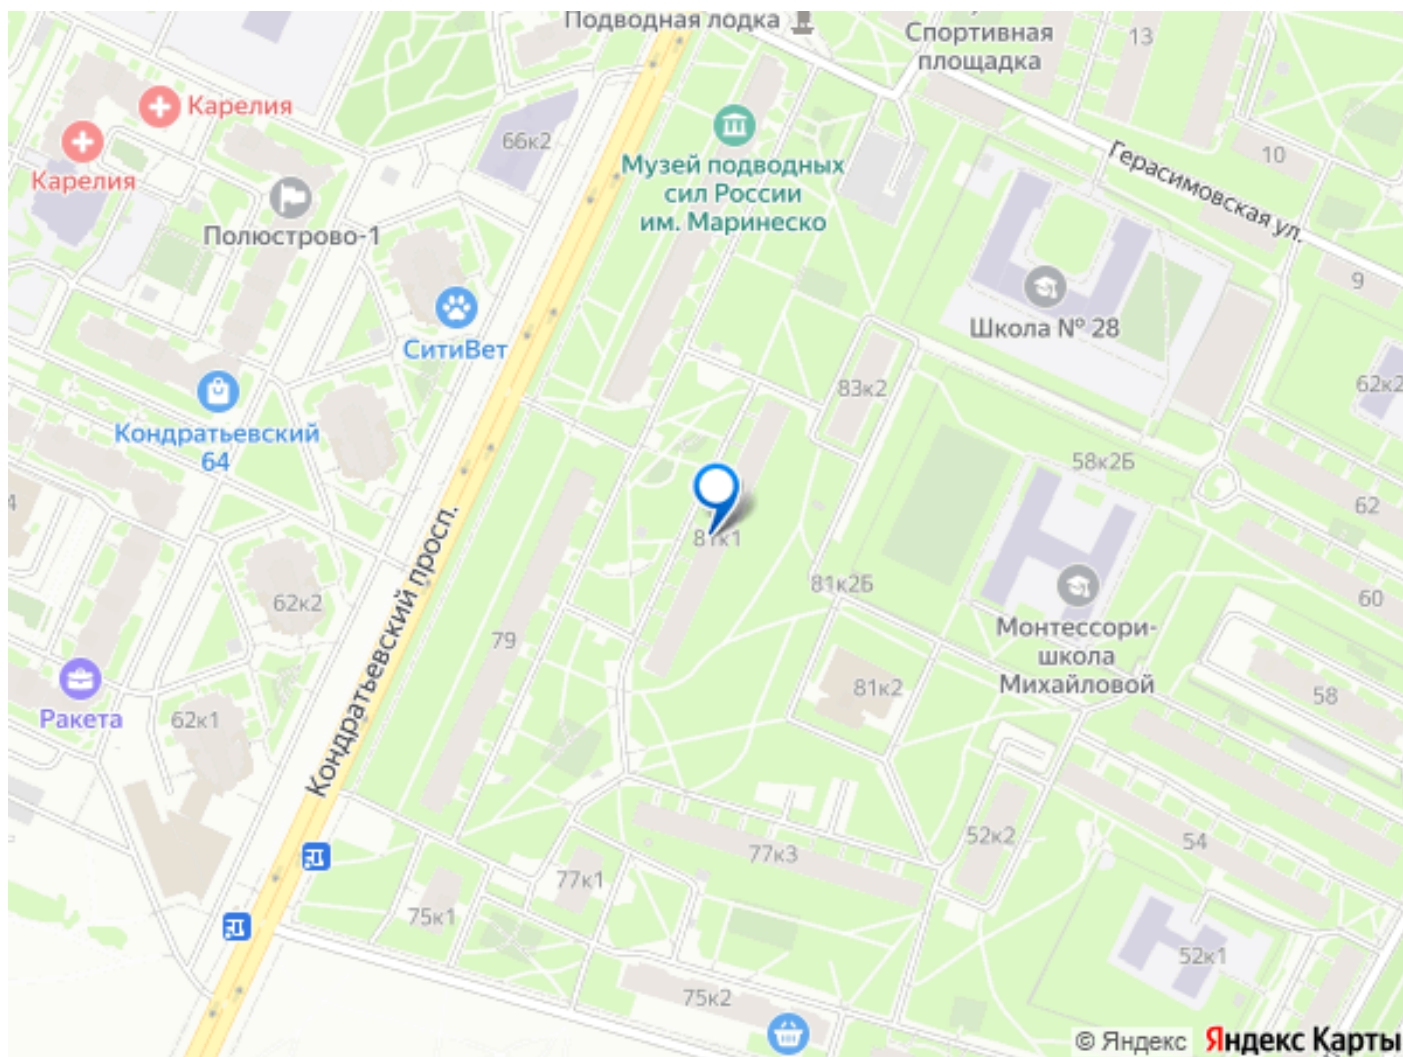 Подводная лодка
Спортивная
площадка
13
Карелия
66к2
Карелия
Музей подводных
сил России
им. Маринеско
10
Герасимовская ул.
Полюстрово-1
9
Школа № 28
СитиВет
83к2
62к2
Кондратьевский
64
58к2Б
4
62
Кондратьевский просп.
81к1
81к2Б
62к2
60
79
Монтессори-
школа
Михайловой
81к2
58
Ракета
62к1
52к2
54
77к3
77к1
75к1
52к1
75к2
© Яндекс Яндекс Карты